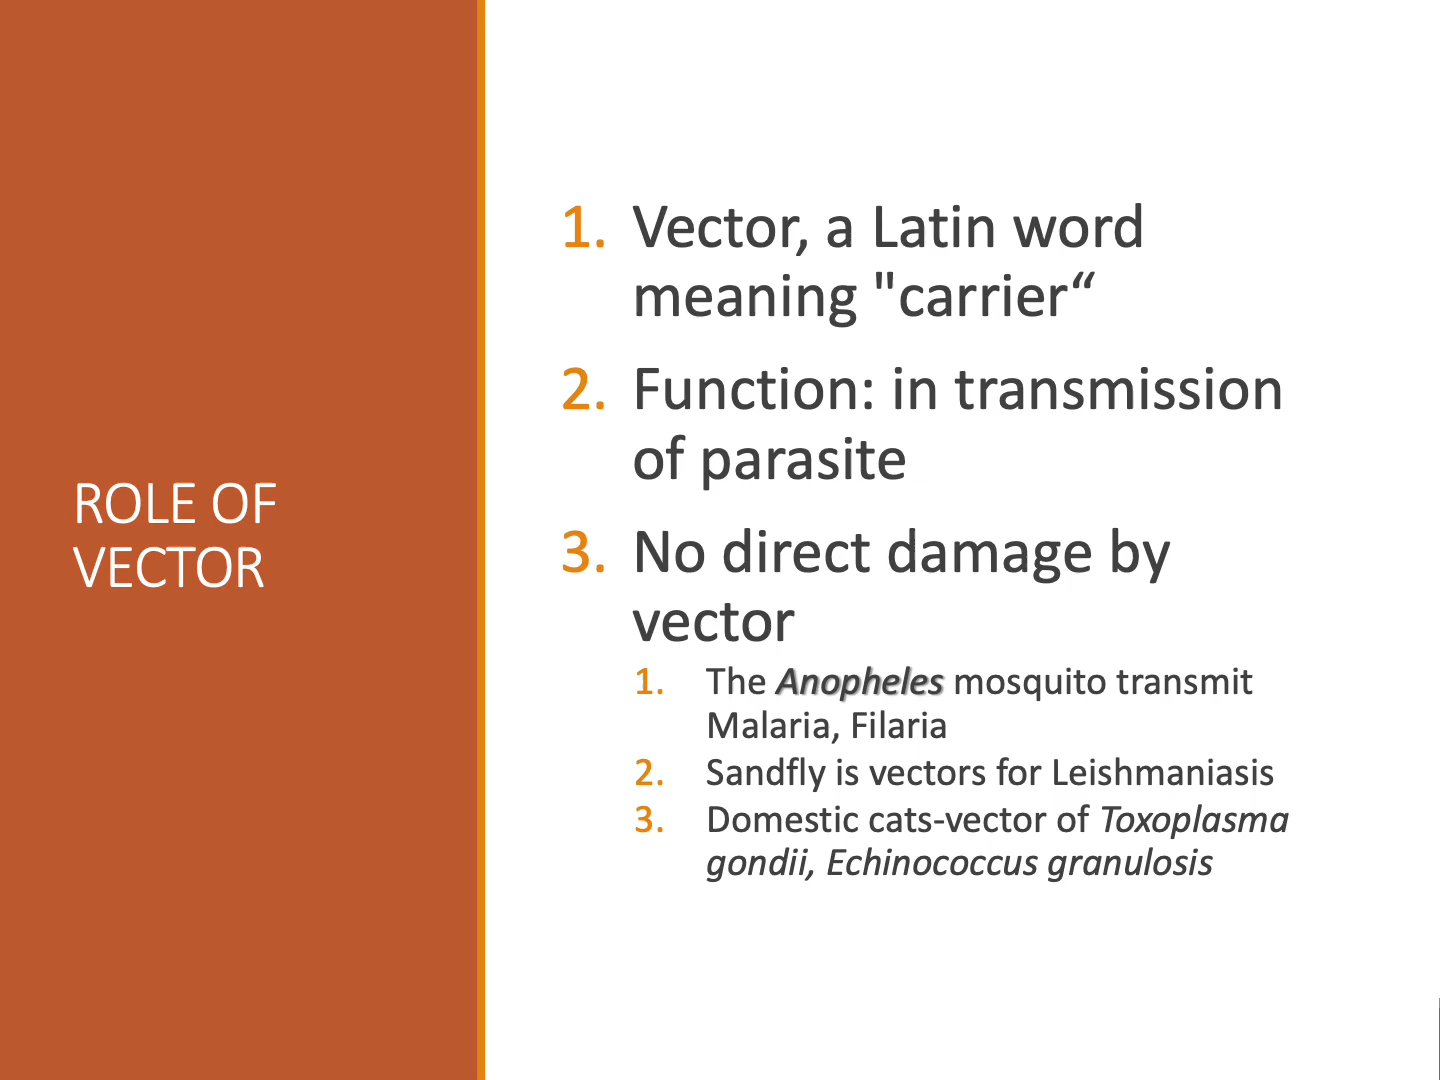 ROLE OF
VECTOR
1. Vector, a Latin word
meaning "carrier“
2. Function: in transmission
of parasite
3. No direct damage by
vector
1. The Anopheles mosquito transmit
Malaria, Filaria
2. Sandfly is vectors for Leishmaniasis
3. Domestic cats-vector of Toxoplasma
gondii, Echinococcus granulosis